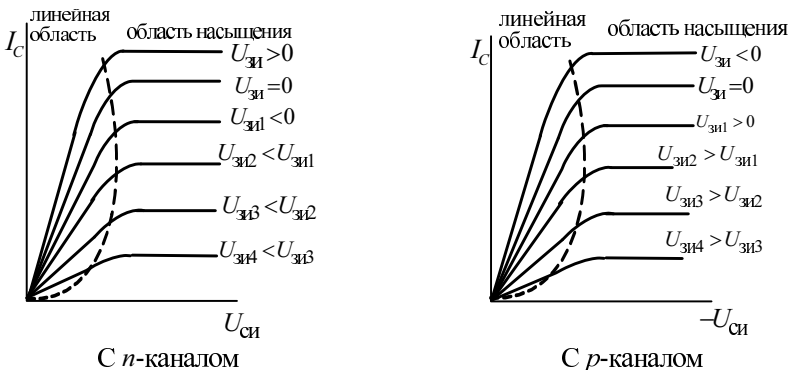 линейная
область
область насыщения
I_C
U_ЗИ >0
U_ЗИ =0
U_ЗИ1 <0
U_ЗИ2 <U_ЗИ1
U_ЗИ3 <U_ЗИ2
U_ЗИ4 <U_ЗИ3
U_СИ
С n-каналом
линейная
область
область насыщения
I_C
U_ЗИ <0
U_ЗИ =0
U_ЗИ1 > 0
U_ЗИ2 > U_ЗИ1
U_ЗИ3 > U_ЗИ2
U_ЗИ4 > U_ЗИ3
–U_СИ
С p-каналом